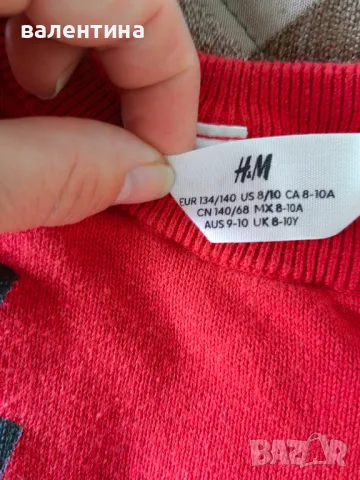 валентина
H&M
EUR 134/140 US 8/10 CA 8-10A
CN 140/68 MX 8-10A
AUS 9-10 UK 8-10Y
BAZAR